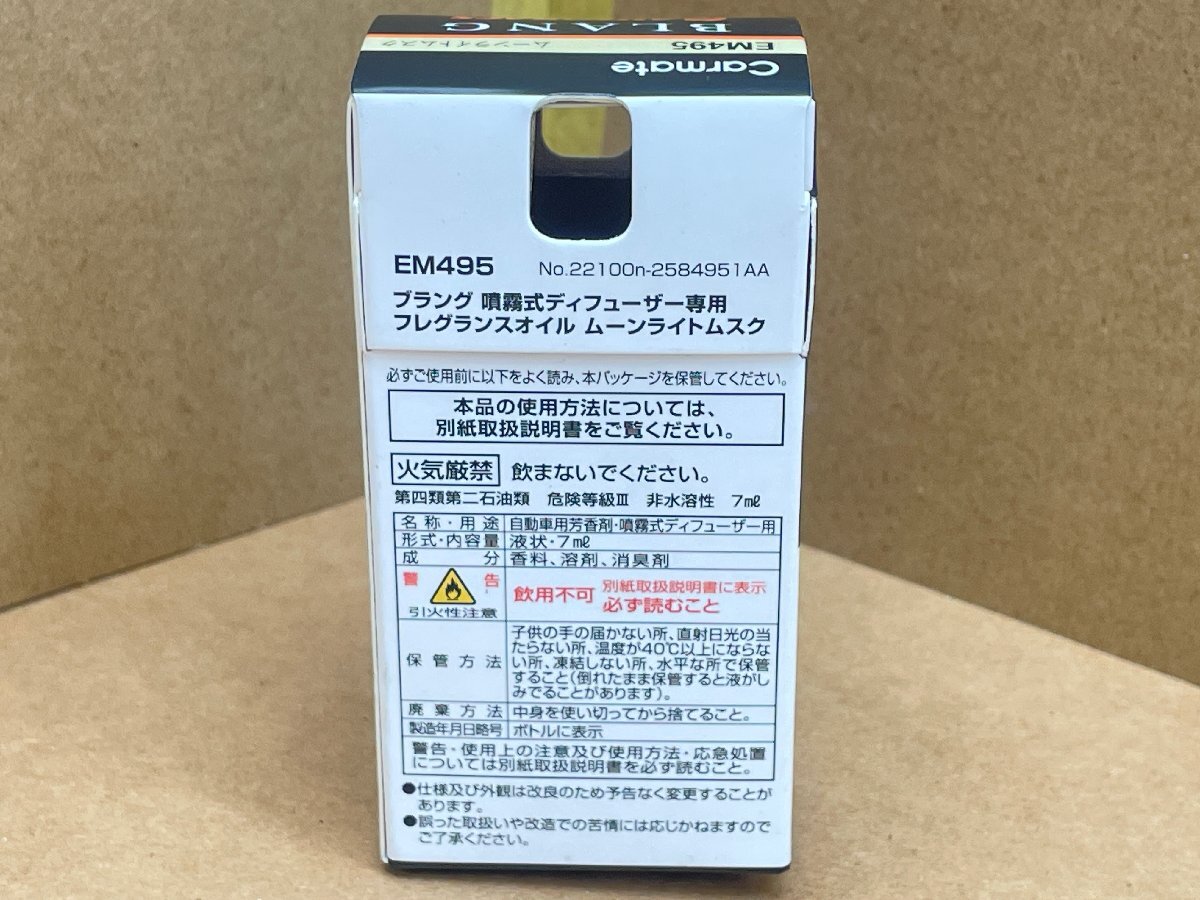 BLANG
EM495
ムーンライトムスク
Carmate
EM495 No.22100n-2584951AA
ブラング 噴霧式ディフューザー専用
フレグランスオイル ムーンライトムスク
必ずご使用前に以下をよく読み、本パッケージを保管してください。
本品の使用方法については、
別紙取扱説明書をご覧ください。
火気厳禁 飲まないでください。
第四類第二石油類 危険等級Ⅲ 非水溶性 7㎖
名称・用途 自動車用芳香剤・噴霧式ディフューザー用
形式・内容量 液状・7㎖
成分 香料、溶剤、消臭剤
警告
引火性注意
飲用不可 別紙取扱説明書に表示
必ず読むこと
保管方法
子供の手の届かない所、直射日光の当
たらない所、温度が40℃以上にならな
い所、凍結しない所、水平な所で保管
すること(倒れたまま保管すると液がし
みでることがあります)。
廃棄方法 中身を使い切ってから捨てること。
製造年月日略号 ボトルに表示
警告・使用上の注意及び使用方法・応急処置
については別紙取扱説明書を必ず読むこと。
●仕様及び外観は改良のため予告なく変更することが
あります。
●誤った取扱いや改造での苦情には応じかねますので
ご了承ください。